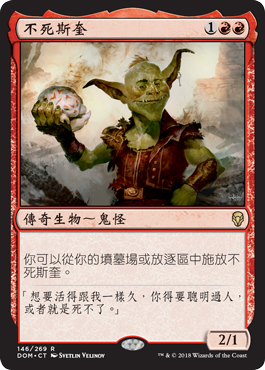 不死斯奎 1
傳奇生物～鬼怪
你可以從你的墳墓場或放逐區中施放不
死斯奎。
「想要活得跟我一樣久，你得要聰明過人，
或者就是死不了。」
2/1
146/269 R
DOM • CT SVETLIN VELINOV ™ & © 2018 Wizards of the Coast